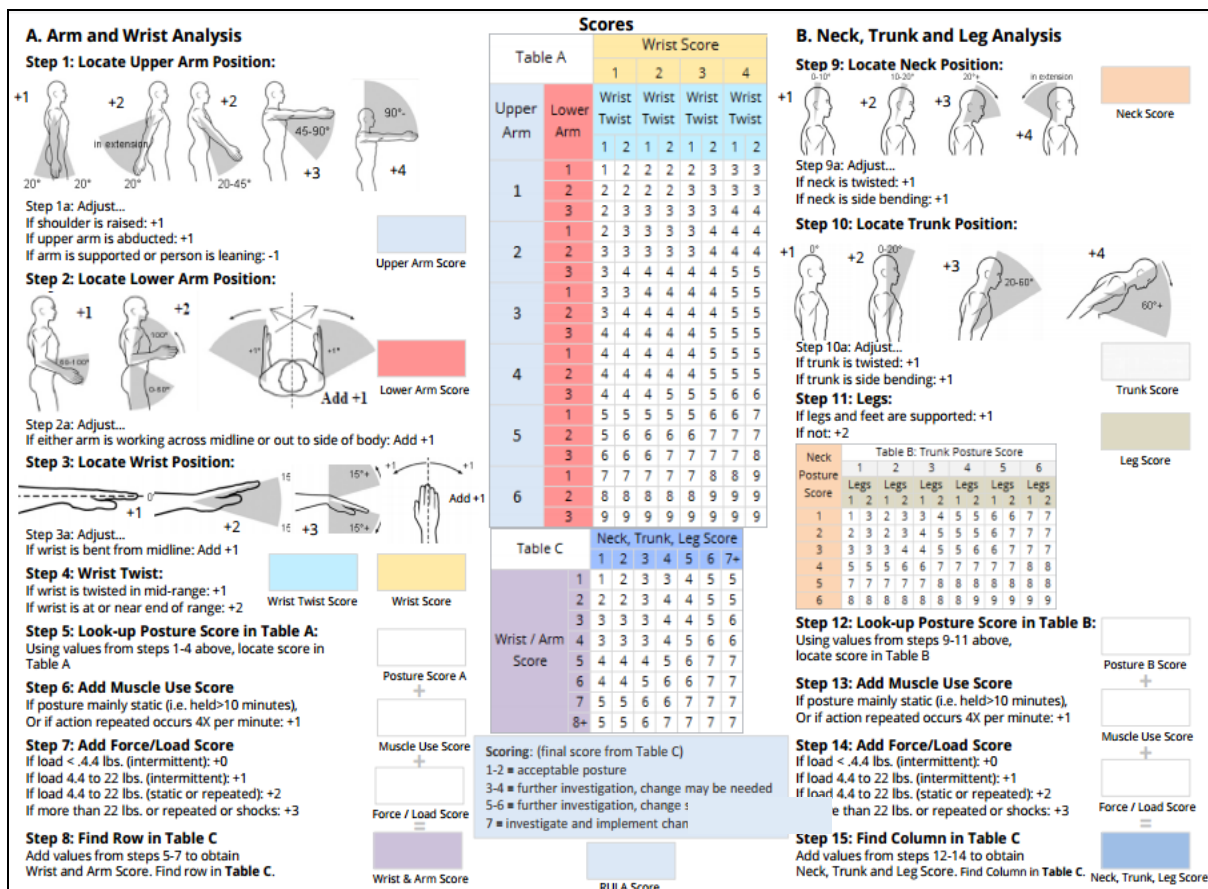 Scores
A. Arm and Wrist Analysis
Step 1: Locate Upper Arm Position:
+1
+2
+2
+3
+4
in extension
45-90°
90°-
20°
20°
20°
20-45°
Step 1a: Adjust...
If shoulder is raised: +1
If upper arm is abducted: +1
If arm is supported or person is leaning: -1
Upper Arm Score
Step 2: Locate Lower Arm Position:
+1
+2
100°
+1°
+1°
Add +1
Lower Arm Score
Step 2a: Adjust...
If either arm is working across midline or out to side of body: Add +1
Step 3: Locate Wrist Position:
0°
+1
15
+2
15
15°+
+3
15°+
+1
+1
Add +1
Step 3a: Adjust...
If wrist is bent from midline: Add +1
Step 4: Wrist Twist:
If wrist is twisted in mid-range: +1
If wrist is at or near end of range: +2
Wrist Twist Score
Wrist Score
Step 5: Look-up Posture Score in Table A:
Using values from steps 1-4 above, locate score in
Table A
Posture Score A
+
Step 6: Add Muscle Use Score
If posture mainly static (i.e. held>10 minutes),
Or if action repeated occurs 4X per minute: +1
Muscle Use Score
+
Step 7: Add Force/Load Score
If load < .4.4 lbs. (intermittent): +0
If load 4.4 to 22 lbs. (intermittent): +1
If load 4.4 to 22 lbs. (static or repeated): +2
If more than 22 lbs. or repeated or shocks: +3
Force / Load Score
=
Step 8: Find Row in Table C
Add values from steps 5-7 to obtain
Wrist and Arm Score. Find row in Table C.
Wrist & Arm Score
Table A
Wrist Score
1 2 3 4
Upper Arm
Lower Arm
Wrist Twist Wrist Twist Wrist Twist Wrist Twist
1 2 1 2 1 2 1 2
1
1 1 2 2 2 2 3 3 3
2 2 2 2 2 3 3 3 3
3 2 3 3 3 3 3 4 4
2
1 2 3 3 3 3 4 4 4
2 3 3 3 3 3 4 4 4
3 3 4 4 4 4 4 5 5
3
1 3 3 4 4 4 4 5 5
2 3 4 4 4 4 4 5 5
3 4 4 4 4 4 5 5 5
4
1 4 4 4 4 4 5 5 5
2 4 4 4 4 4 5 5 5
3 4 4 4 5 5 5 6 6
5
1 5 5 5 5 5 6 6 7
2 5 6 6 6 6 7 7 7
3 6 6 6 7 7 7 7 8
6
1 7 7 7 7 7 8 8 9
2 8 8 8 8 8 9 9 9
3 9 9 9 9 9 9 9 9
Table C
Neck, Trunk, Leg Score
1 2 3 4 5 6 7+
Wrist / Arm Score
1 1 2 3 3 4 5 5
2 2 2 3 4 4 5 5
3 3 3 3 4 4 5 6
4 3 3 3 4 5 6 6
5 4 4 4 5 6 7 7
6 4 4 5 6 6 7 7
7 5 5 6 6 7 7 7
8+ 5 5 6 7 7 7 7
Scoring: (final score from Table C)
1-2 = acceptable posture
3-4 = further investigation, change may be needed
5-6 = further investigation, change s
7 = investigate and implement chan
RULA Score
B. Neck, Trunk and Leg Analysis
Step 9: Locate Neck Position:
0-10°
10-20°
20°+
in extension
+1
+2
+3
+4
Neck Score
Step 9a: Adjust...
If neck is twisted: +1
If neck is side bending: +1
Step 10: Locate Trunk Position:
+1
0°
+2
0-20°
+3
20-60°
+4
60°+
Step 10a: Adjust...
If trunk is twisted: +1
If trunk is side bending: +1
Trunk Score
Step 11: Legs:
If legs and feet are supported: +1
If not: +2
Leg Score
Neck Posture Score
Table B: Trunk Posture Score
1 2 3 4 5 6
Legs Legs Legs Legs Legs Legs
1 2 1 2 1 2 1 2 1 2 1 2
1 1 3 2 3 3 4 5 5 6 6 7 7
2 2 3 2 3 4 5 5 5 6 7 7 7
3 3 3 3 4 4 5 5 6 6 7 7 7
4 5 5 5 6 6 7 7 7 7 7 8 8
5 7 7 7 7 7 8 8 8 8 8 8 8
6 8 8 8 8 8 8 8 9 9 9 9 9
Step 12: Look-up Posture Score in Table B:
Using values from steps 9-11 above,
locate score in Table B
Posture B Score
+
Step 13: Add Muscle Use Score
If posture mainly static (i.e. held>10 minutes),
Or if action repeated occurs 4X per minute: +1
Muscle Use Score
+
Step 14: Add Force/Load Score
If load < .4.4 lbs. (intermittent): +0
If load 4.4 to 22 lbs. (intermittent): +1
If load 4.4 to 22 lbs. (static or repeated): +2
e than 22 lbs. or repeated or shocks: +3
Force / Load Score
=
Step 15: Find Column in Table C
Add values from steps 12-14 to obtain
Neck, Trunk and Leg Score. Find Column in Table C.
Neck, Trunk, Leg Score